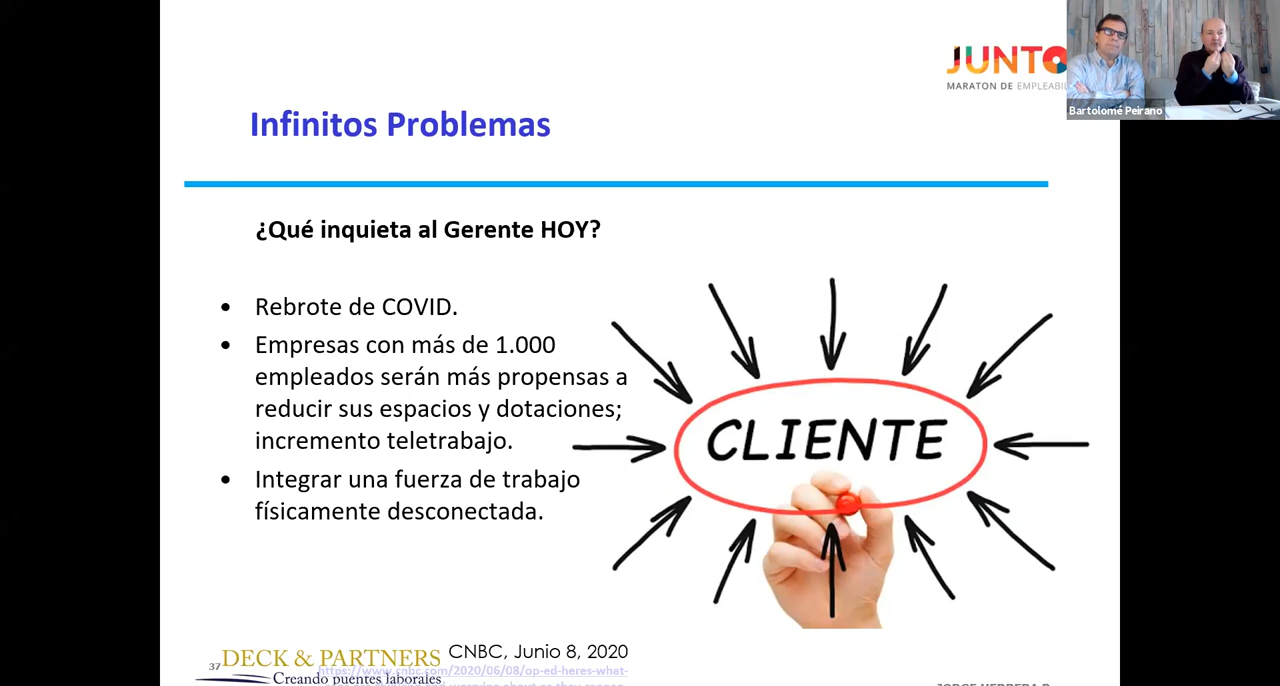 JUNTO
MARATON DE EMPLEABIL
Bartolomé Peirano
Infinitos Problemas
¿Qué inquieta al Gerente HOY?
• Rebrote de COVID.
• Empresas con más de 1.000
empleados serán más propensas a
reducir sus espacios y dotaciones;
incremento teletrabajo.
• Integrar una fuerza de trabajo
físicamente desconectada.
CLIENTE
37
DECK & PARTNERS
Creando puentes laborales
CNBC, Junio 8, 2020
https://www.cnbc.com/2020/06/08/op-ed-heres-what-